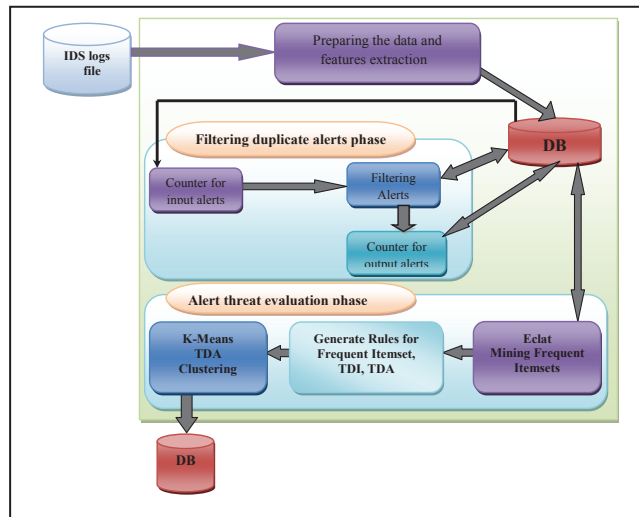 IDS logs
file
Preparing the data and
features extraction
DB
Filtering duplicate alerts phase
Counter for
input alerts
Filtering
Alerts
Counter for
output alerts
Alert threat evaluation phase
K-Means
TDA
Clustering
Generate Rules for
Frequent Itemset,
TDI, TDA
Eclat
Mining Frequent
Itemsets
DB